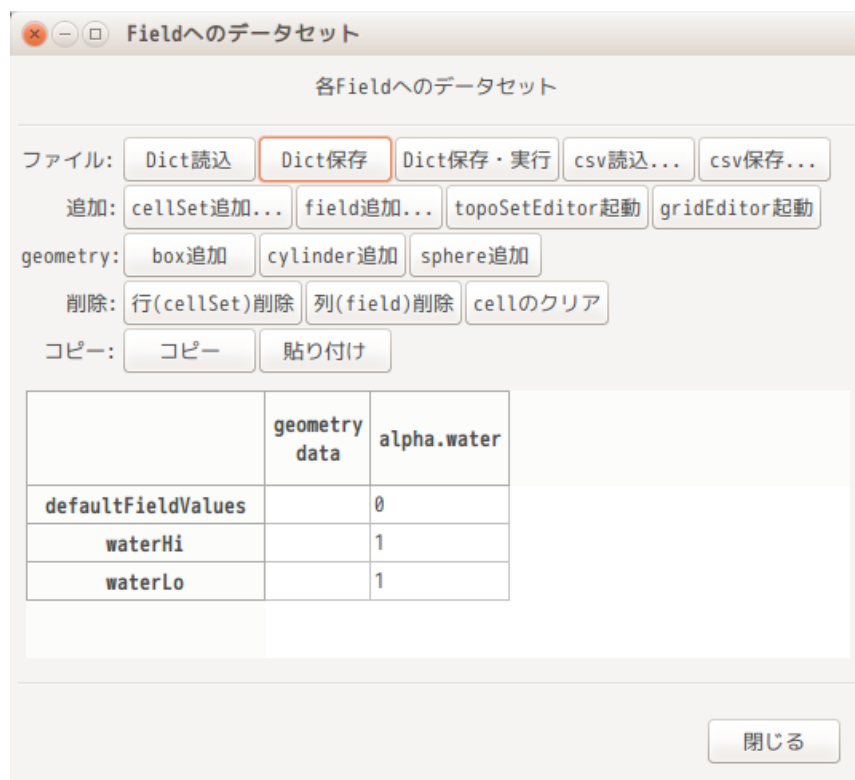 Fieldへのデータセット
各Fieldへのデータセット
ファイル: Dict読込 Dict保存 Dict保存・実行 csv読込... csv保存...
追加: cellSet追加... field追加... topoSetEditor起動 gridEditor起動
geometry: box追加 cylinder追加 sphere追加
削除: 行(cellSet)削除 列(field)削除 cellのクリア
コピー: コピー 貼り付け
geometry
data alpha.water
defaultFieldValues 0
waterHi 1
waterLo 1
閉じる